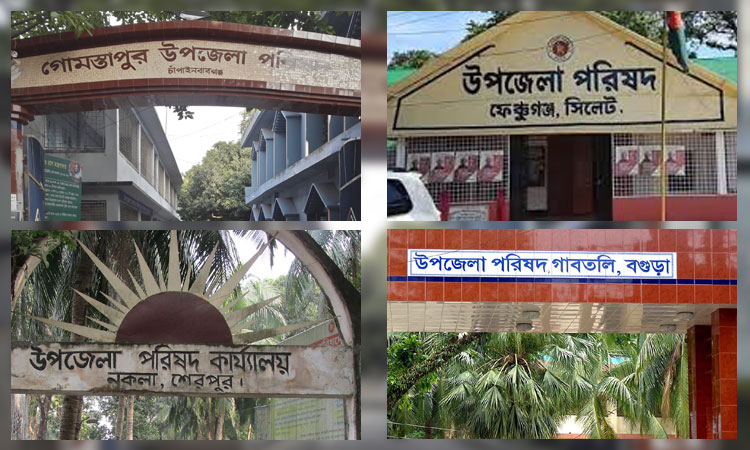 গোমস্তাপুর উপজেলা পরি
চাঁপাইনবাবগঞ্জ
উপজেলা পরিষদ
ফেঞ্চুগঞ্জ, সিলেট.
উপজেলা পরিষদ কার্য্যালয়
নকলা, শেরপুর।
উপজেলা পরিষদ গাবতলি, বগুড়া